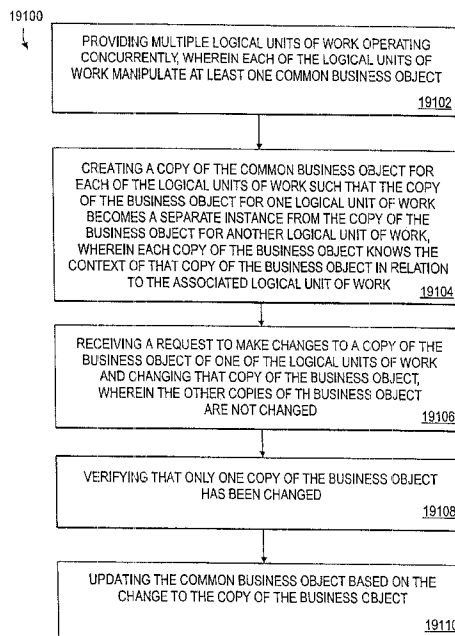 19100
PROVIDING MULTIPLE LOGICAL UNITS OF WORK OPERATING
CONCURRENTLY, WHEREIN EACH OF THE LOGICAL UNITS OF
WORK MANIPULATE AT LEAST ONE COMMON BUSINESS OBJECT
19102
CREATING A COPY OF THE COMMON BUSINESS OBJECT FOR
EACH OF THE LOGICAL UNITS OF WORK SUCH THAT THE COPY
OF THE BUSINESS OBJECT FOR ONE LOGICAL UNIT OF WORK
BECOMES A SEPARATE INSTANCE FROM THE COPY OF THE
BUSINESS OBJECT FOR ANOTHER LOGICAL UNIT OF WORK,
WHEREIN EACH COPY OF THE BUSINESS OBJECT KNOWS THE
CONTEXT OF THAT COPY OF THE BUSINESS OBJECT IN RELATION
TO THE ASSOCIATED LOGICAL UNIT OF WORK
19104
RECEIVING A REQUEST TO MAKE CHANGES TO A COPY OF THE
BUSINESS OBJECT OF ONE OF THE LOGICAL UNITS OF WORK
AND CHANGING THAT COPY OF THE BUSINESS OBJECT,
WHEREIN THE OTHER COPIES OF TH BUSINESS OBJECT
ARE NOT CHANGED
19106
VERIFYING THAT ONLY ONE COPY OF THE BUSINESS OBJECT
HAS BEEN CHANGED
19108
UPDATING THE COMMON BUSINESS OBJECT BASED ON THE
CHANGE TO THE COPY OF THE BUSINESS OBJECT
19110